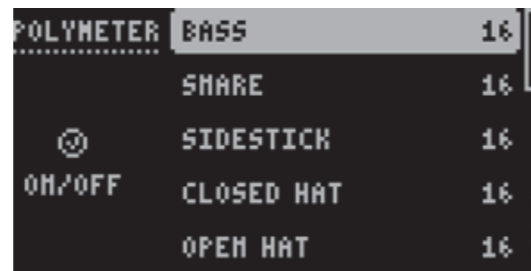 POLYMETER
BASS 16
SNARE 16
SIDESTICK 16
ON/OFF
CLOSED HAT 16
OPEN HAT 16